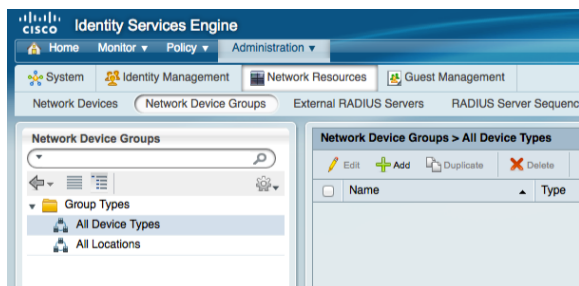 cisco Identity Services Engine
Home Monitor Policy Administration
System Identity Management Network Resources Guest Management
Network Devices Network Device Groups External RADIUS Servers RADIUS Server Sequenc
Network Device Groups
Group Types
All Device Types
All Locations
Network Device Groups > All Device Types
Edit Add Duplicate Delete
Name Type